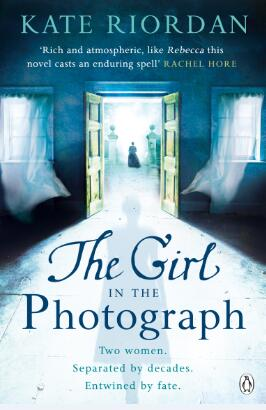 KATE RIORDAN
‘Rich and atmospheric, like Rebecca this
novel casts an enduring spell’ RACHEL HORE
The Girl
IN THE
Photograph
Two women.
Separated by decades.
Entwined by fate.